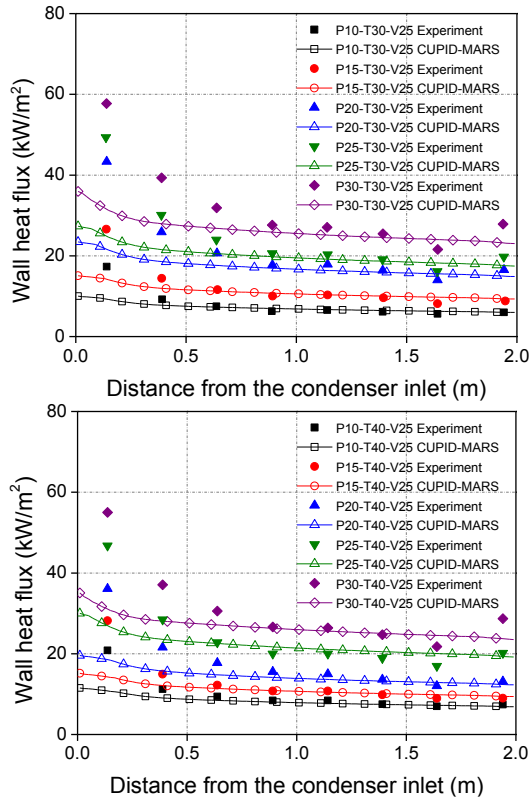 80
60
40
20
0
Wall heat flux (kW/m²)
P10-T30-V25 Experiment
P10-T30-V25 CUPID-MARS
P15-T30-V25 Experiment
P15-T30-V25 CUPID-MARS
P20-T30-V25 Experiment
P20-T30-V25 CUPID-MARS
P25-T30-V25 Experiment
P25-T30-V25 CUPID-MARS
P30-T30-V25 Experiment
P30-T30-V25 CUPID-MARS
0.0 0.5 1.0 1.5 2.0
Distance from the condenser inlet (m)
80
60
40
20
0
Wall heat flux (kW/m²)
P10-T40-V25 Experiment
P10-T40-V25 CUPID-MARS
P15-T40-V25 Experiment
P15-T40-V25 CUPID-MARS
P20-T40-V25 Experiment
P20-T40-V25 CUPID-MARS
P25-T40-V25 Experiment
P25-T40-V25 CUPID-MARS
P30-T40-V25 Experiment
P30-T40-V25 CUPID-MARS
0.0 0.5 1.0 1.5 2.0
Distance from the condenser inlet (m)